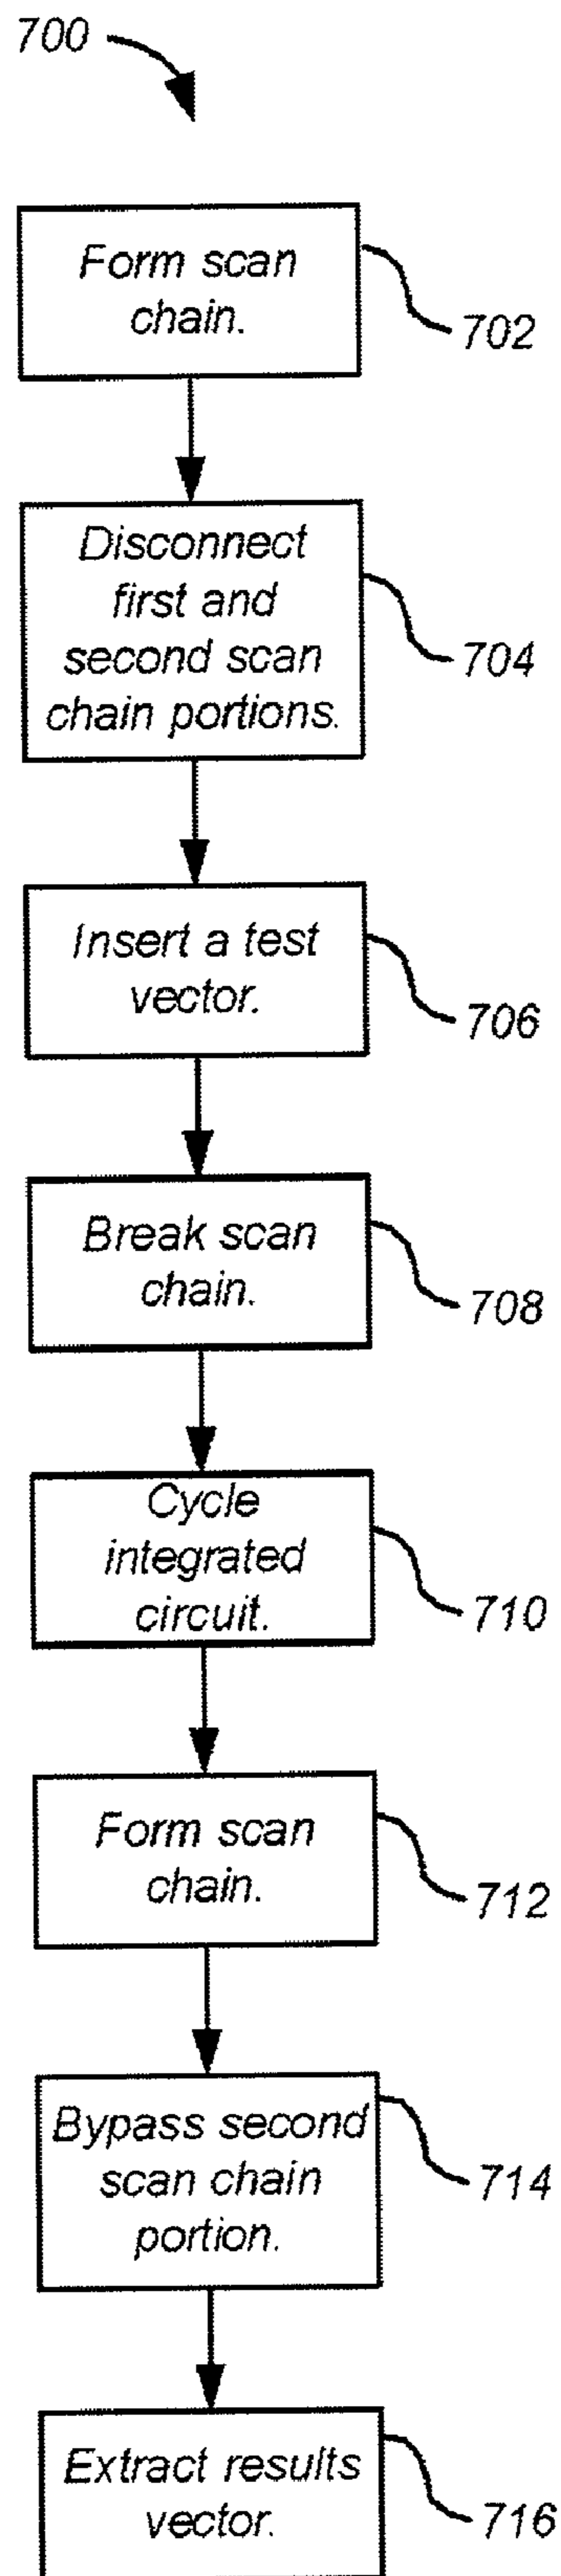 700
Form scan
chain.
702
Disconnect
first and
second scan
chain portions.
704
Insert a test
vector.
706
Break scan
chain.
708
Cycle
integrated
circuit.
710
Form scan
chain.
712
Bypass second
scan chain
portion.
714
Extract results
vector.
716